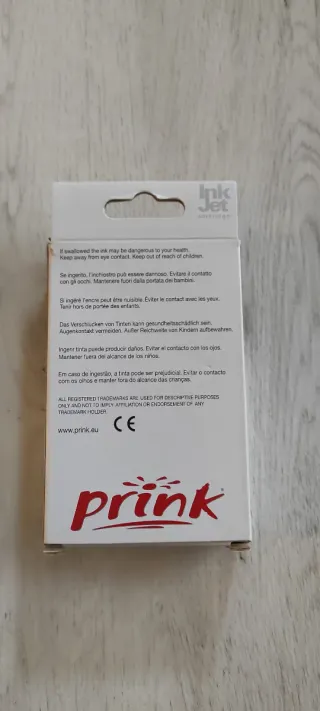 Ink
Jet
If swallowed the ink may be dangerous to your health.
Keep away from eye contact. Keep out of reach of children.
Se ingerito, l'inchiostro può essere dannoso. Evitare il contatto
con gli occhi. Mantenere fuori dalla portata dei bambini.
Si ingéré l'encre peut être nuisible. Eviter le contact avec les yeux.
Tenir hors de portée des enfants.
Das Verschlucken von Tinten kann gesundheitsschädlich sein.
Augenkontakt vermeiden. Außer Reichweite von Kindern aufbewahren.
Ingerir tinta puede producir daños. Evitar el contacto con los ojos.
Mantener fuera del alcance de los niños.
Em caso de ingestão, a tinta pode ser prejudicial. Evitar o contacto
com os olhos e manter fora do alcance das crianças.
ALL REGISTERED TRADEMARKS ARE USED FOR DESCRIPTIVE PURPOSES
ONLY AND NOT TO IMPLY AFFILIATION OR ENDORSEMENT OF ANY
TRADEMARK HOLDER.
www.prink.eu CE
prink